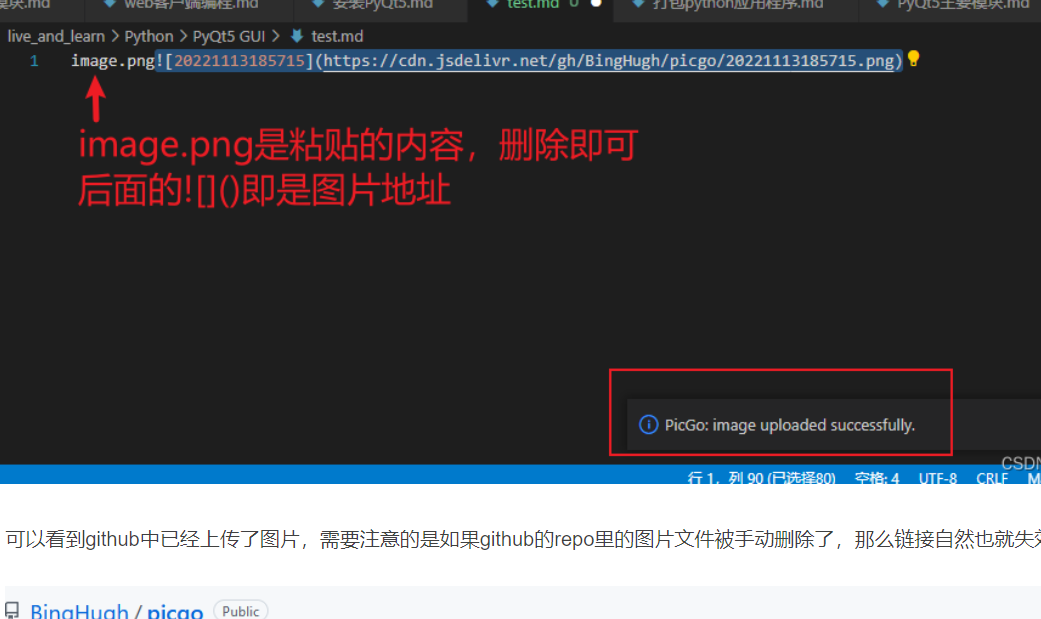 模块.md web客户端编程.md 安装PyQt5.md test.md U 打包python应用程序.md PyQt5主要模块.md
live_and_learn > Python > PyQt5 GUI > test.md
1 image.png![20221113185715](https://cdn.jsdelivr.net/gh/BingHugh/picgo/20221113185715.png)
image.png是粘贴的内容，删除即可
后面的![]()即是图片地址
PicGo: image uploaded successfully.
CSDN
行 1，列 90 (已选择80) 空格: 4 UTF-8 CRLF
可以看到github中已经上传了图片，需要注意的是如果github的repo里的图片文件被手动删除了，那么链接自然也就失效
BingHugh / picgo Public